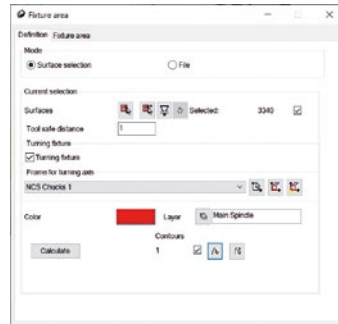 Fixture area
Definition Fixture area
Mode
Surface selection File
Current selection
Surfaces Selected: 3340
Tool safe distance 1
Turning fixture
Turning fixture
Frame for turning axis
NCS Chucks 1
Color Layer Main Spindle
Contours
Calculate 1